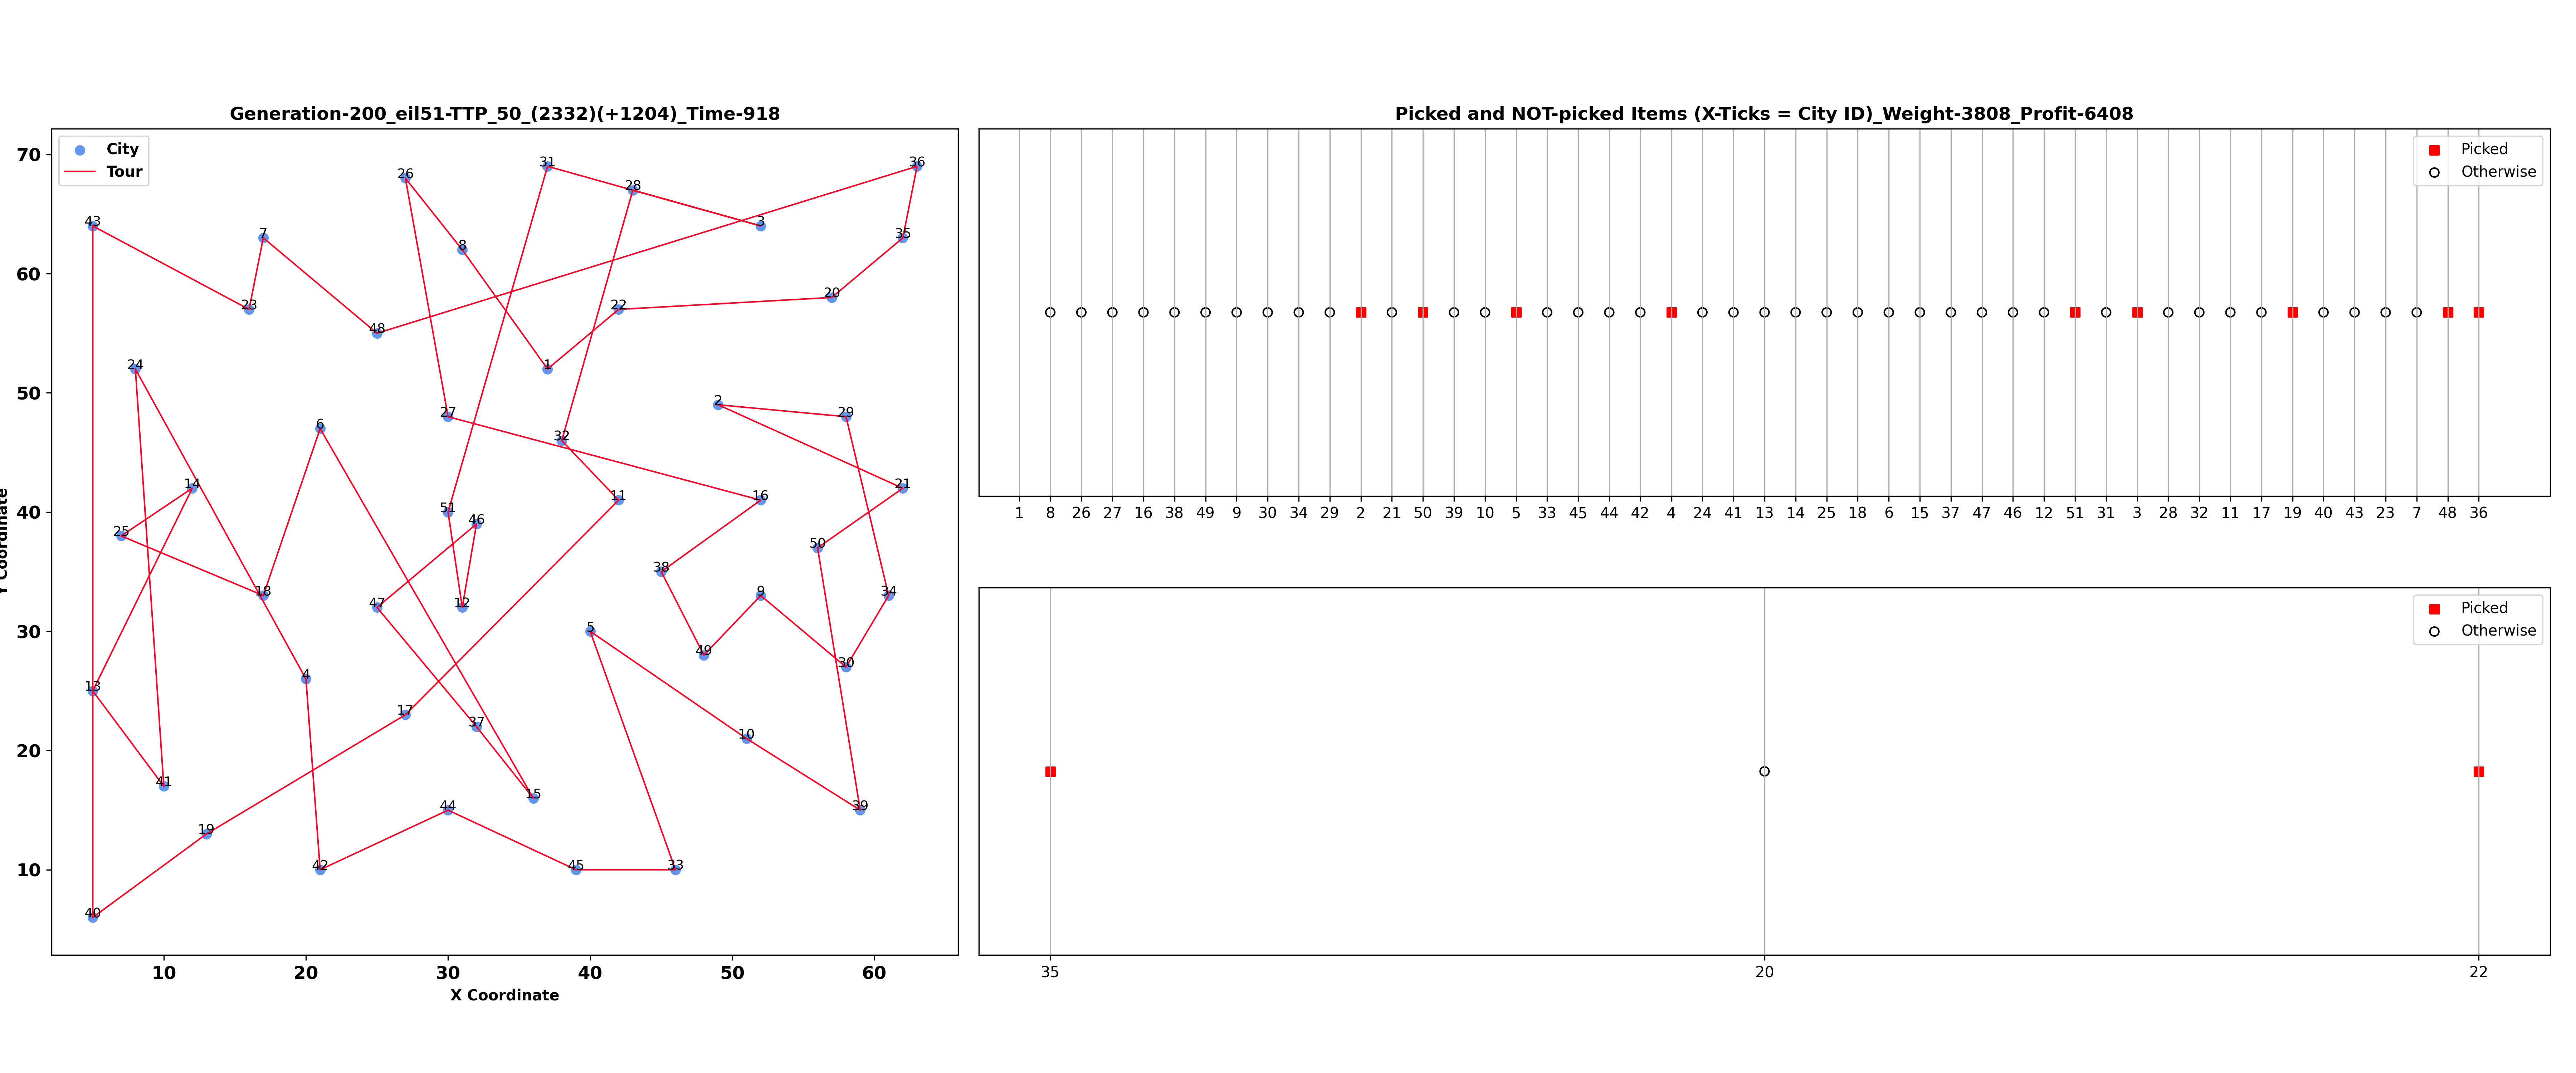 Generation-200_eil51-TTP_50_(2332)(+1204)_Time-918
City
Tour
70
60
50
40
30
20
10
10 20 30 40 50 60
X Coordinate
Y Coordinate
26 31 36
28
43 3
7 8 35
23 22 20
48
24 1
6 27 32 2 29
14 11 16 21
25 51 46 50
38
18 47 12 9 34
5 49 30
13 4
17 37 10
41 15
19 44 39
42 45 33
40
Picked and NOT-picked Items (X-Ticks = City ID)_Weight-3808_Profit-6408
Picked
Otherwise
1 8 26 27 16 38 49 9 30 34 29 2 21 50 39 10 5 33 45 44 42 4 24 41 13 14 25 18 6 15 37 47 46 12 51 31 3 28 32 11 17 19 40 43 23 7 48 36
Picked
Otherwise
35 20 22